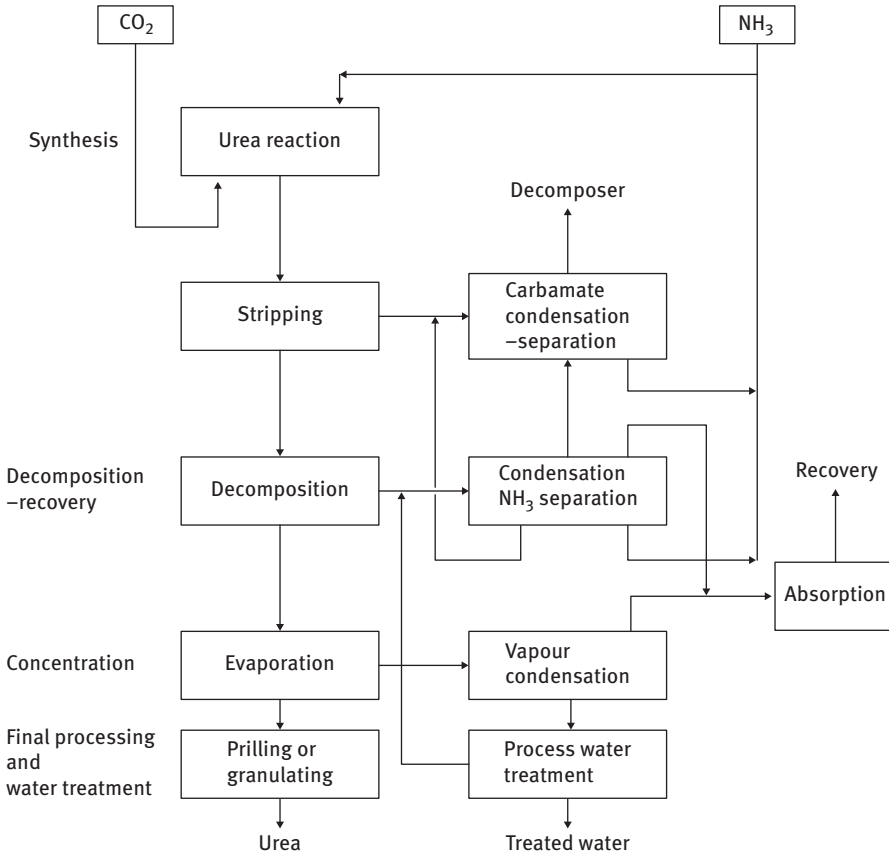 CO2
NH3
Synthesis
Urea reaction
Decomposer
Stripping
Carbamate
condensation
–separation
Decomposition
–recovery
Decomposition
Condensation
NH3 separation
Recovery
Absorption
Concentration
Evaporation
Vapour
condensation
Final processing
and
water treatment
Prilling or
granulating
Process water
treatment
Urea
Treated water